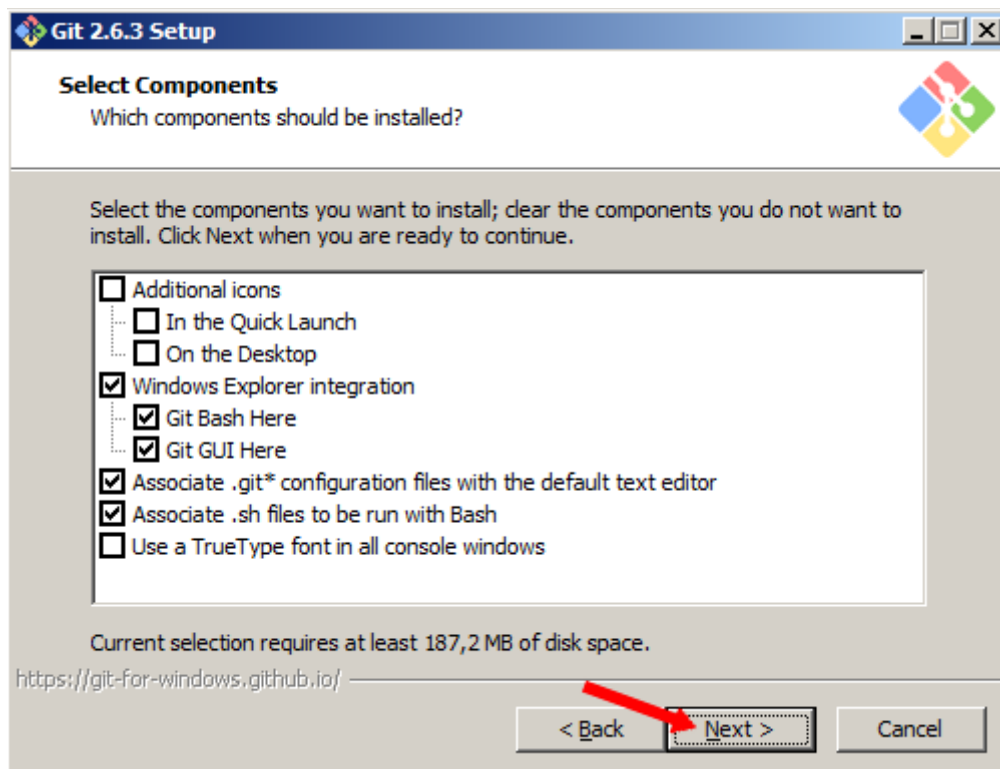 Git 2.6.3 Setup
Select Components
Which components should be installed?
Select the components you want to install; clear the components you do not want to
install. Click Next when you are ready to continue.
Additional icons
In the Quick Launch
On the Desktop
Windows Explorer integration
Git Bash Here
Git GUI Here
Associate .git* configuration files with the default text editor
Associate .sh files to be run with Bash
Use a TrueType font in all console windows
Current selection requires at least 187,2 MB of disk space.
https://git-for-windows.github.io/
< Back
Next >
Cancel